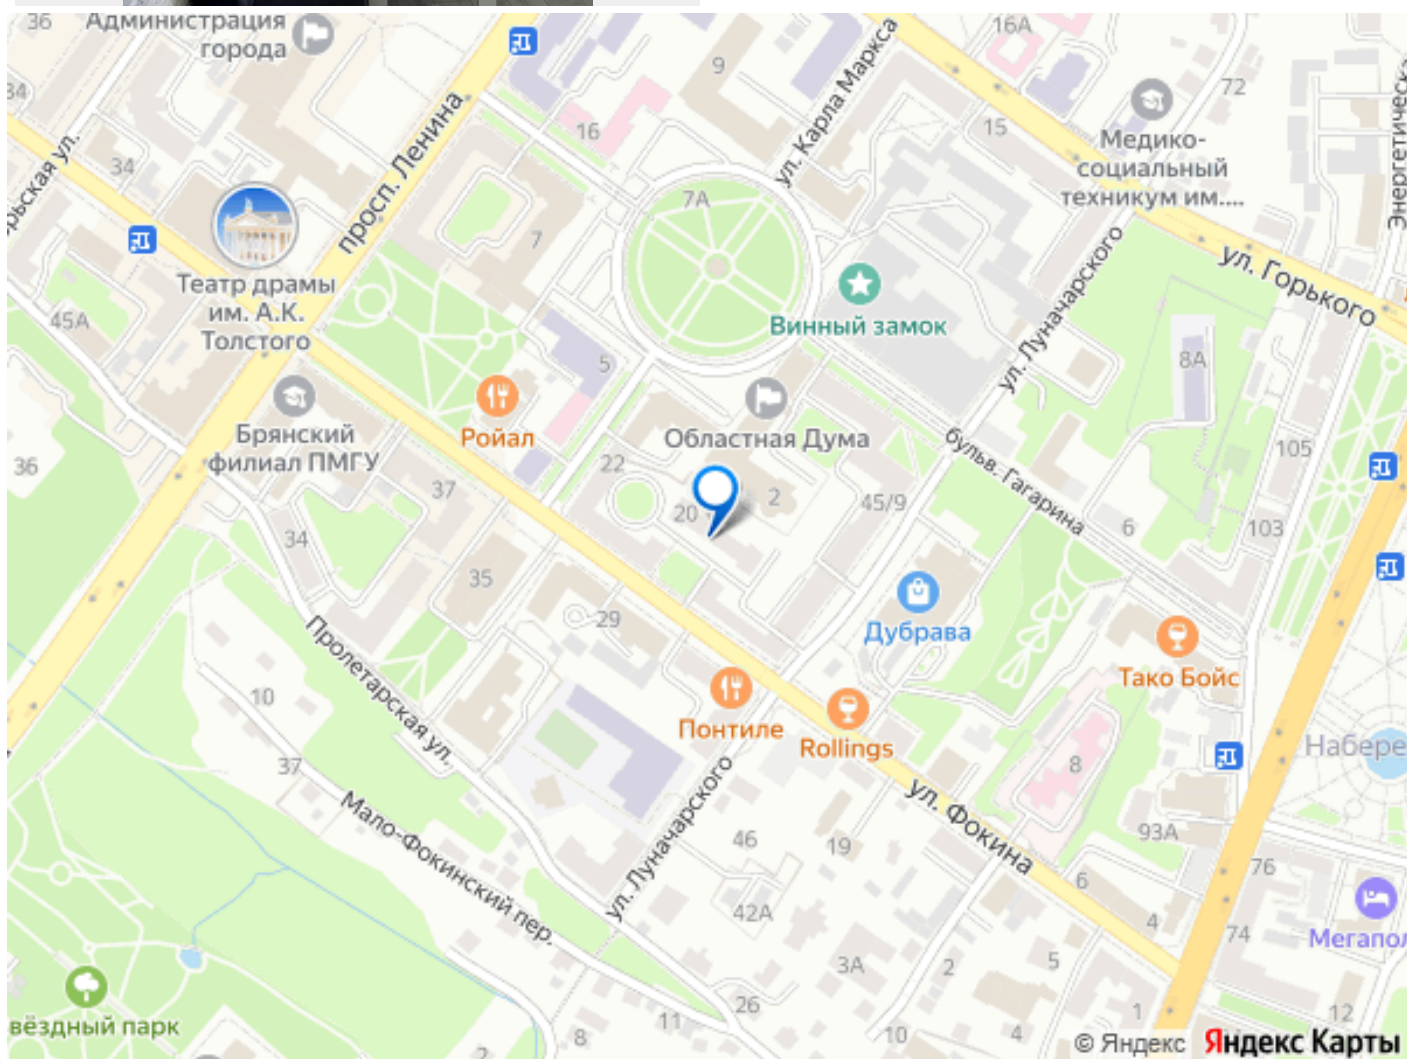 36
Администрация
города
16А
9
ул. Карла Маркса
72
Медико-
социальный
техникум им....
34
34
16
15
просп. Ленина
7А
7
Театр драмы
им. А.К.
Толстого
45А
ул. Горького
ул. Луначарского
Винный замок
8А
5
Брянский
филиал ПМГУ
Ройал
Областная Дума
бульв. Гагарина
36
22
37
105
20
2
45/9
6
103
34
35
29
Дубрава
Пролетарская ул.
Тако Бойс
10
Понтиле
Rollings
37
Набере
8
Мало-Фокинский пер.
ул. Луначарского
ул. Фокина
46
19
93А
76
6
42А
4
74
Мегапол
3А
2
5
вёздный парк
26
11
8
2
10
4
1
12
© Яндекс Яндекс Карты